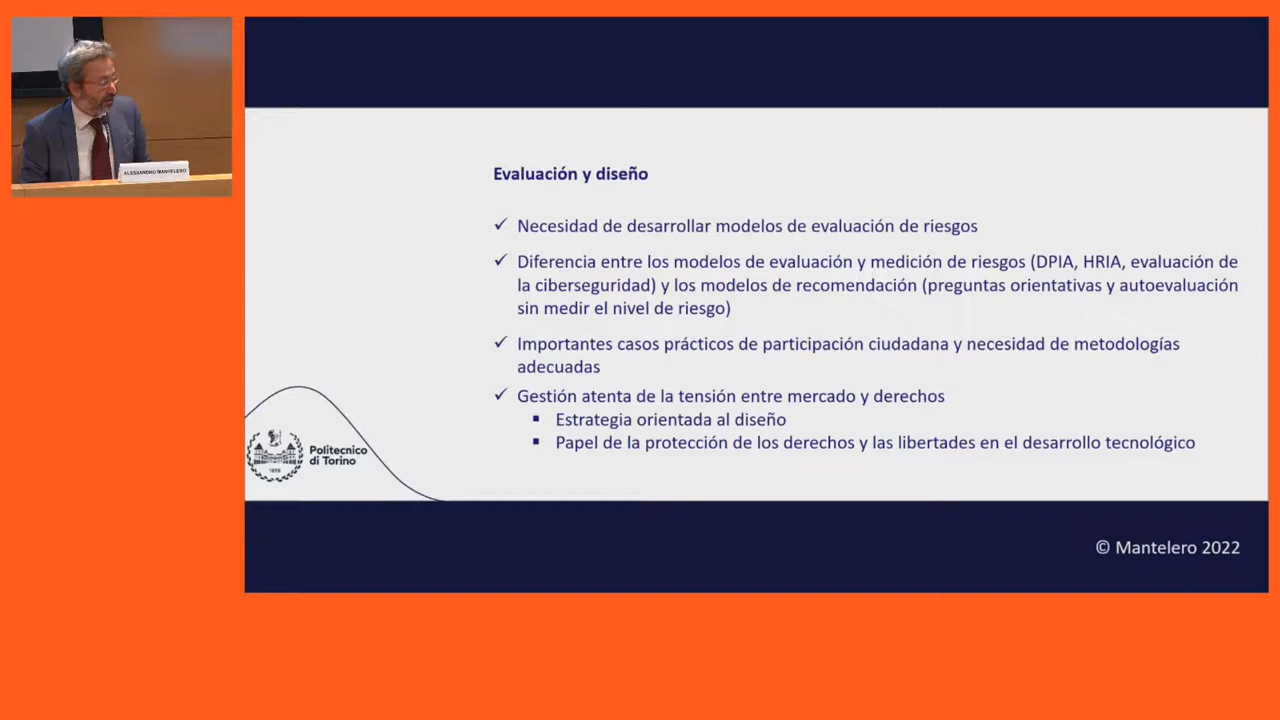 ALESSANDRO MANTELERO
Evaluación y diseño
✓ Necesidad de desarrollar modelos de evaluación de riesgos
✓ Diferencia entre los modelos de evaluación y medición de riesgos (DPIA, HRIA, evaluación de
la ciberseguridad) y los modelos de recomendación (preguntas orientativas y autoevaluación
sin medir el nivel de riesgo)
✓ Importantes casos prácticos de participación ciudadana y necesidad de metodologías
adecuadas
✓ Gestión atenta de la tensión entre mercado y derechos
▪ Estrategia orientada al diseño
▪ Papel de la protección de los derechos y las libertades en el desarrollo tecnológico
Politecnico
di Torino
1859
© Mantelero 2022